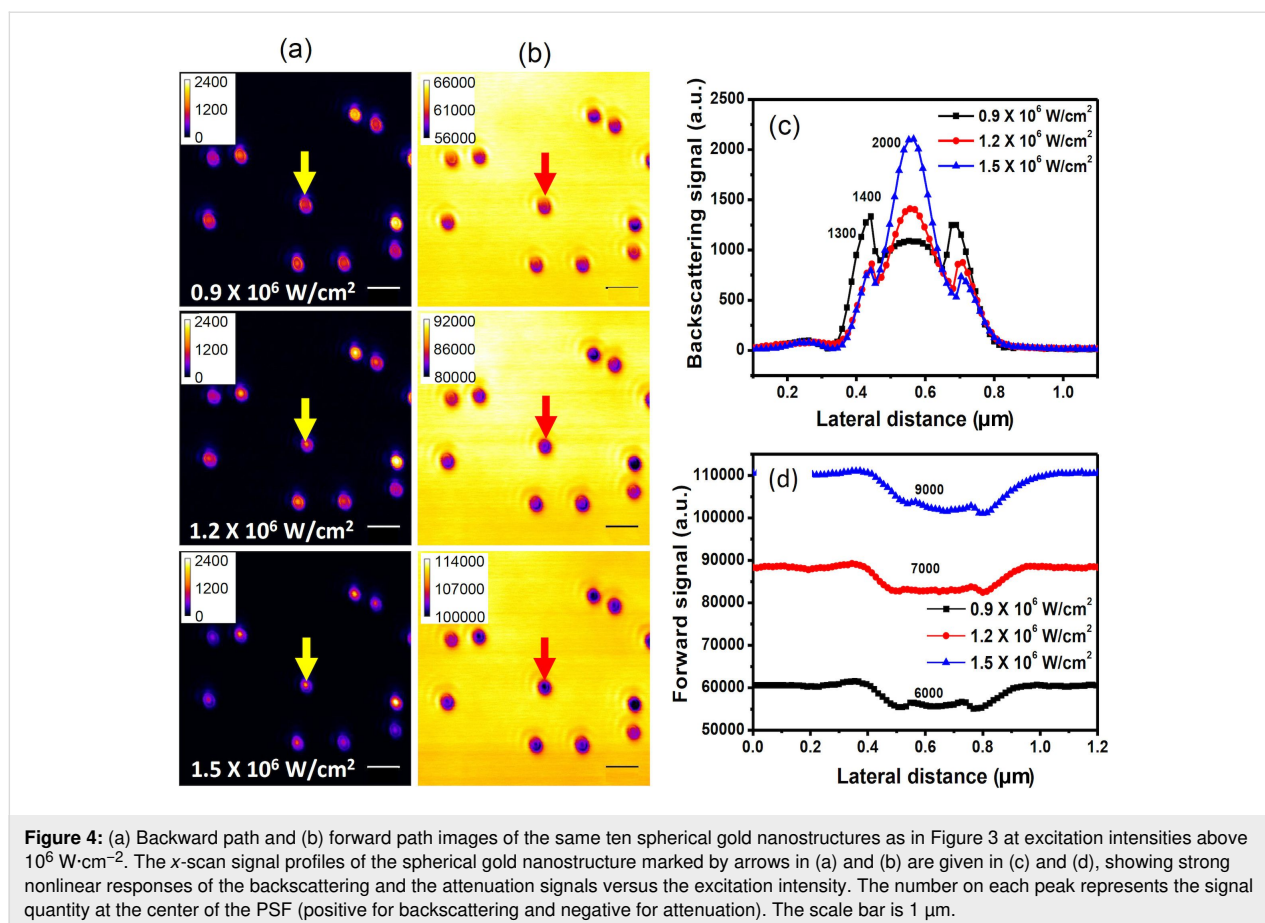 (a)
(b)
2400
1200
0
0.9 X 10⁶ W/cm²
66000
61000
56000
2400
1200
0
1.2 X 10⁶ W/cm²
92000
86000
80000
2400
1200
0
1.5 X 10⁶ W/cm²
114000
107000
100000
(c)
Backscattering signal (a.u.)
2500
2000
1500
1000
500
0
0.9 X 10⁶ W/cm²
1.2 X 10⁶ W/cm²
1.5 X 10⁶ W/cm²
2000
1400
1300
0.2 0.4 0.6 0.8 1.0
Lateral distance (µm)
(d)
Forward signal (a.u.)
110000
100000
90000
80000
70000
60000
50000
9000
7000
0.9 X 10⁶ W/cm²
1.2 X 10⁶ W/cm²
1.5 X 10⁶ W/cm²
6000
0.0 0.2 0.4 0.6 0.8 1.0 1.2
Lateral distance (µm)
Figure 4: (a) Backward path and (b) forward path images of the same ten spherical gold nanostructures as in Figure 3 at excitation intensities above
10⁶ W·cm⁻². The x-scan signal profiles of the spherical gold nanostructure marked by arrows in (a) and (b) are given in (c) and (d), showing strong
nonlinear responses of the backscattering and the attenuation signals versus the excitation intensity. The number on each peak represents the signal
quantity at the center of the PSF (positive for backscattering and negative for attenuation). The scale bar is 1 µm.